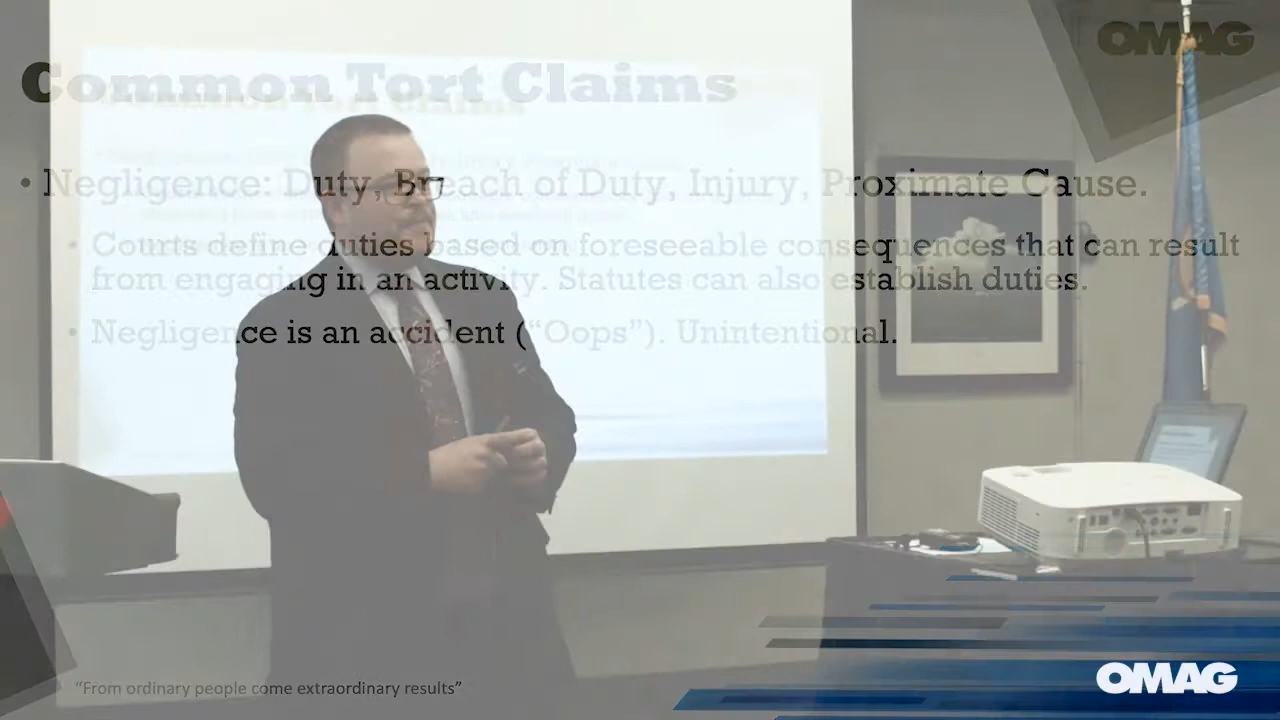 OMAG
Common Tort Claims
• Negligence: Duty, Breach of Duty, Injury, Proximate Cause.
• Courts define duties based on foreseeable consequences that can result
from engaging in an activity. Statutes can also establish duties.
• Negligence is an accident (“Oops”). Unintentional.
“From ordinary people come extraordinary results”
OMAG